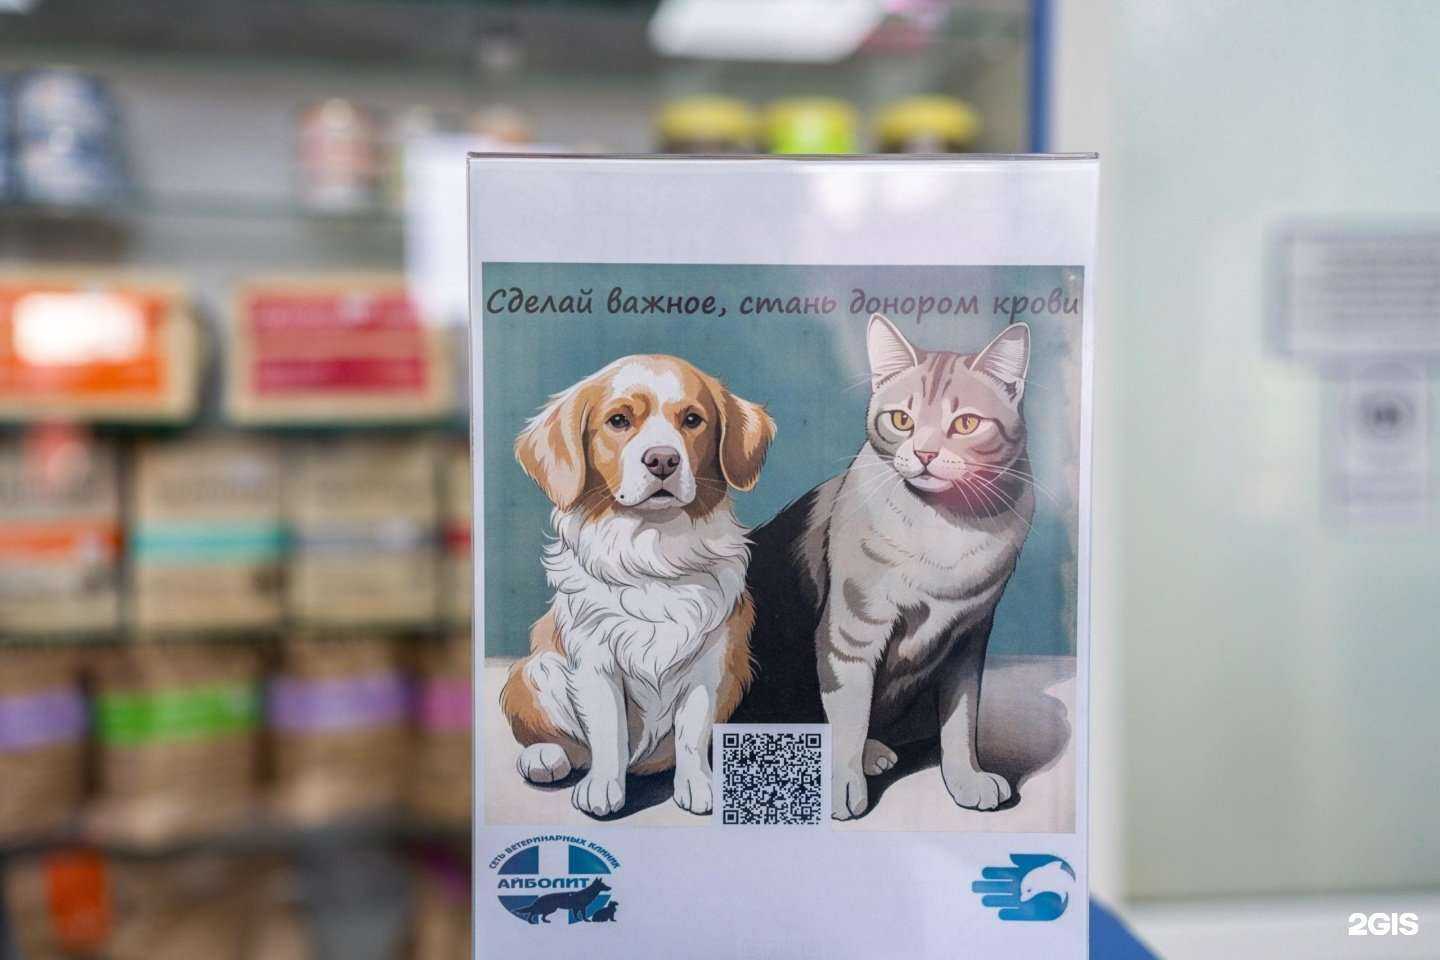 Сделай важное, стань донором крови
СЕТЬ ВЕТЕРИНАРНЫХ КЛИНИК
АЙБОЛИТ
2GIS